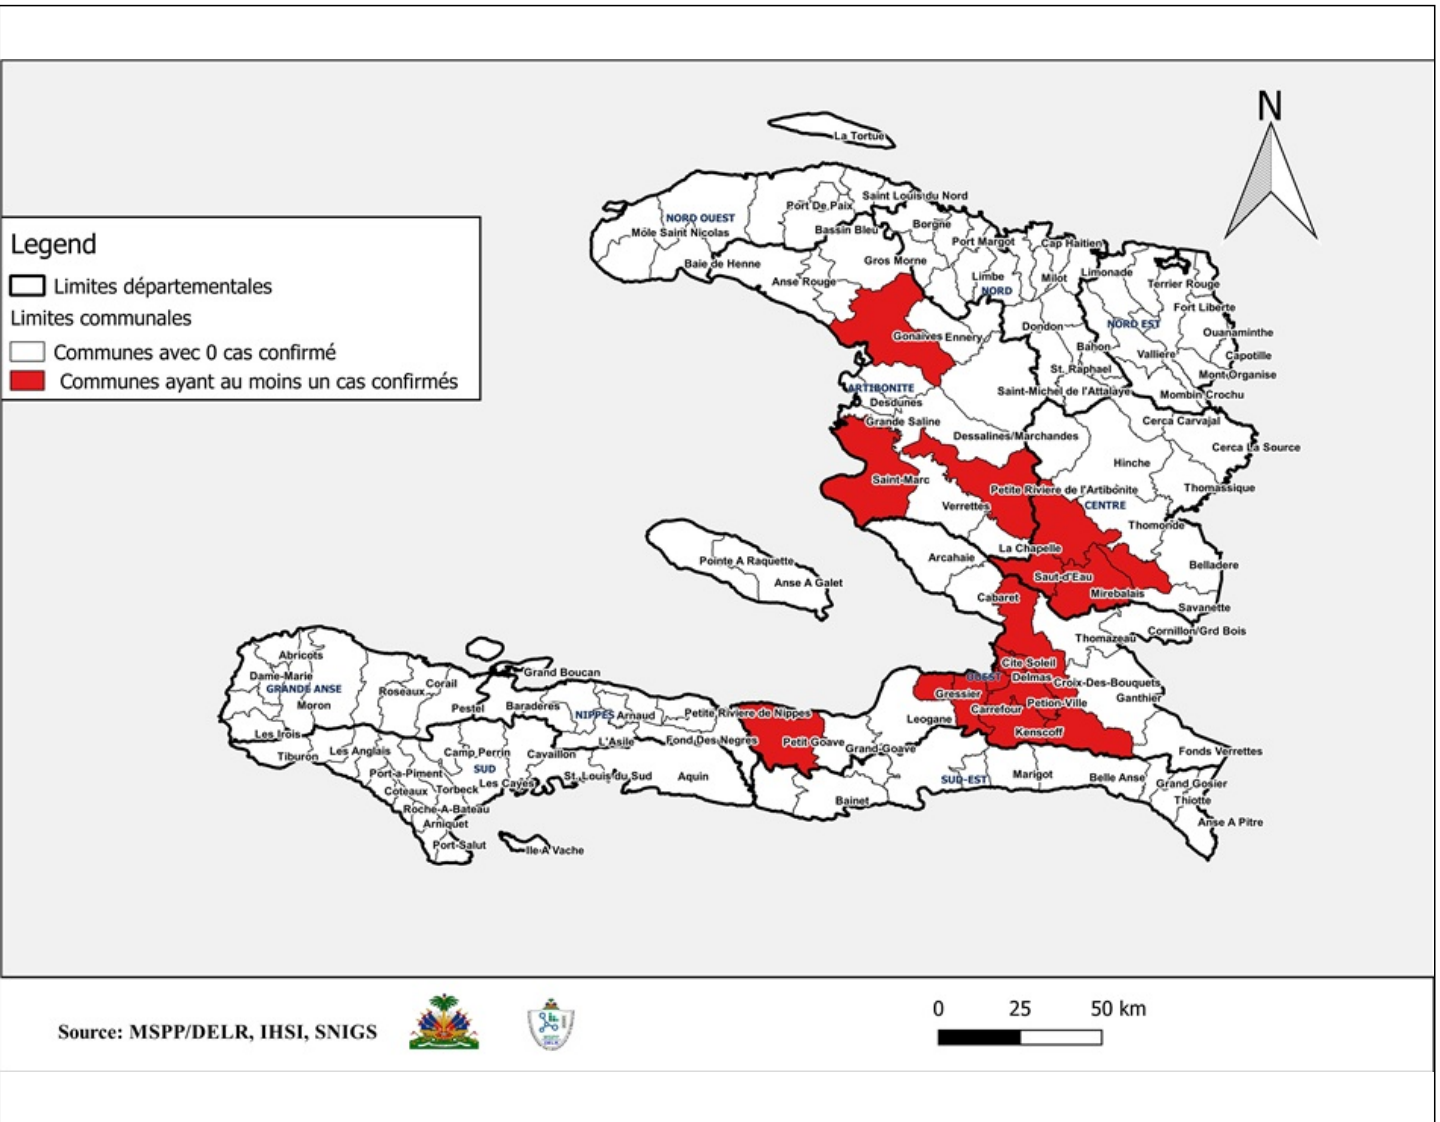 N
La Tortue
Saint Louis du Nord
Port De Paix
NORD OUEST
Môle Saint Nicolas
Bassin Bleu
Borgne
Port Margot
Cap Haitien
Baie de Henne
Gros Morne
Anse Rouge
Limbe
NORD
Milot
Limonade
Terrier Rouge
Fort Liberte
NORD EST
Ouanaminthe
Dondon
Gonaives
Ennery
Bahon
Valliere
Capotille
St. Raphael
Mont-Organise
Saint-Michel de l'Attalaye
Mombin Crochu
ARTIBONITE
Desdunes
Grande Saline
Cerca Carvajal
Dessalines/Marchandes
Cerca La Source
Hinche
Saint-Marc
Petite Riviere de l'Artibonite
Thomassique
Verrettes
CENTRE
Thomonde
La Chapelle
Arcahaie
Belladere
Pointe A Raquette
Anse A Galet
Saut-d'Eau
Mirebalais
Cabaret
Savanette
Cornillon/Grd Bois
Thomazeau
Legend
Limites départementales
Limites communales
Communes avec 0 cas confirmé
Communes ayant au moins un cas confirmés
Abricots
Dame-Marie
GRANDE ANSE
Moron
Corail
Roseaux
Pestel
Les Irois
Grand Boucan
Baraderes
NIPPES
Arnaud
Petite Riviere de Nippes
L'Asile
Fond Des Negres
Petit Goave
Grand-Goave
Leogane
Gressier
OUEST
Cite Soleil
Delmas
Croix-Des-Bouquets
Carrefour
Petion-Ville
Ganthier
Kenscoff
Fonds Verrettes
Tiburon
Les Anglais
Camp Perrin
Cavaillon
SUD
Port-a-Piment
Les Cayes
St. Louis du Sud
Aquin
Coteaux
Torbeck
Roche-A-Bateau
Arniquet
Port-Salut
Ile A Vache
Bainet
SUD-EST
Marigot
Belle Anse
Grand Gosier
Thiotte
Anse A Pitre
Source: MSPP/DELR, IHSI, SNIGS
0 25 50 km